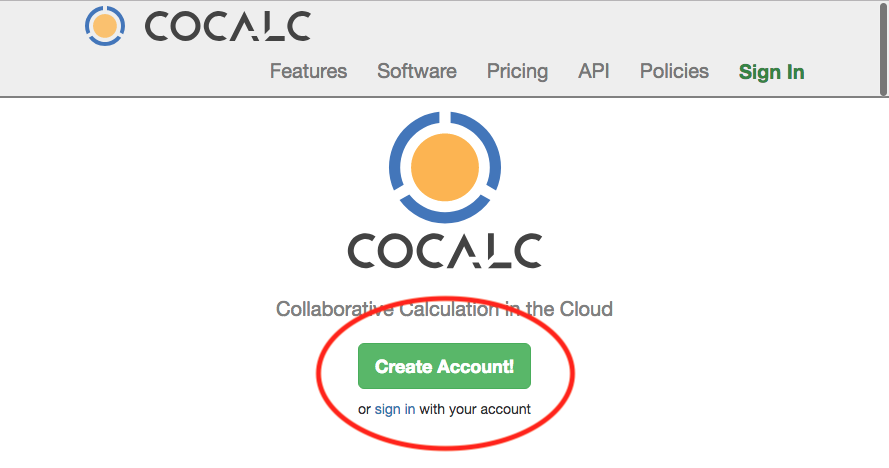 COCALC
Features Software Pricing API Policies Sign In
COCALC
Collaborative Calculation in the Cloud
Create Account!
or sign in with your account